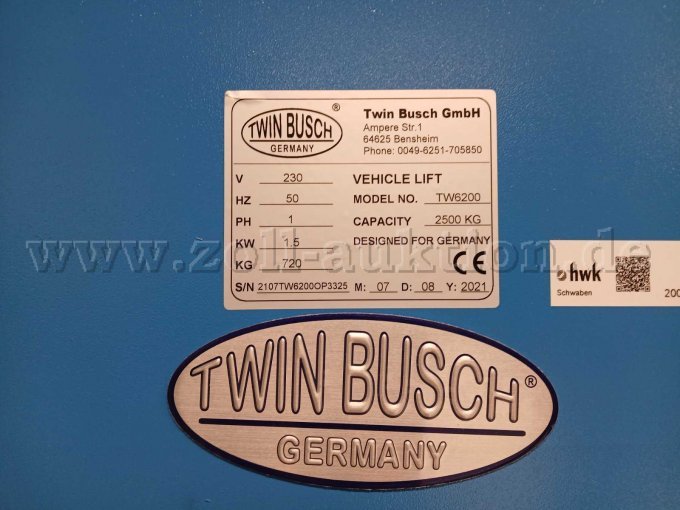 TWIN BUSCH ®
GERMANY
Twin Busch GmbH
Ampere Str.1
64625 Bensheim
Phone: 0049-6251-705850
V 230 VEHICLE LIFT
HZ 50 MODEL NO. TW6200
PH 1 CAPACITY 2500 KG
KW 1.5 DESIGNED FOR GERMANY
KG 720 CE
S/N 2107TW6200OP3325 M: 07 D: 08 Y: 2021
www.zoll-auktion.de
hwk
Schwaben 200
TWIN BUSCH ®
GERMANY